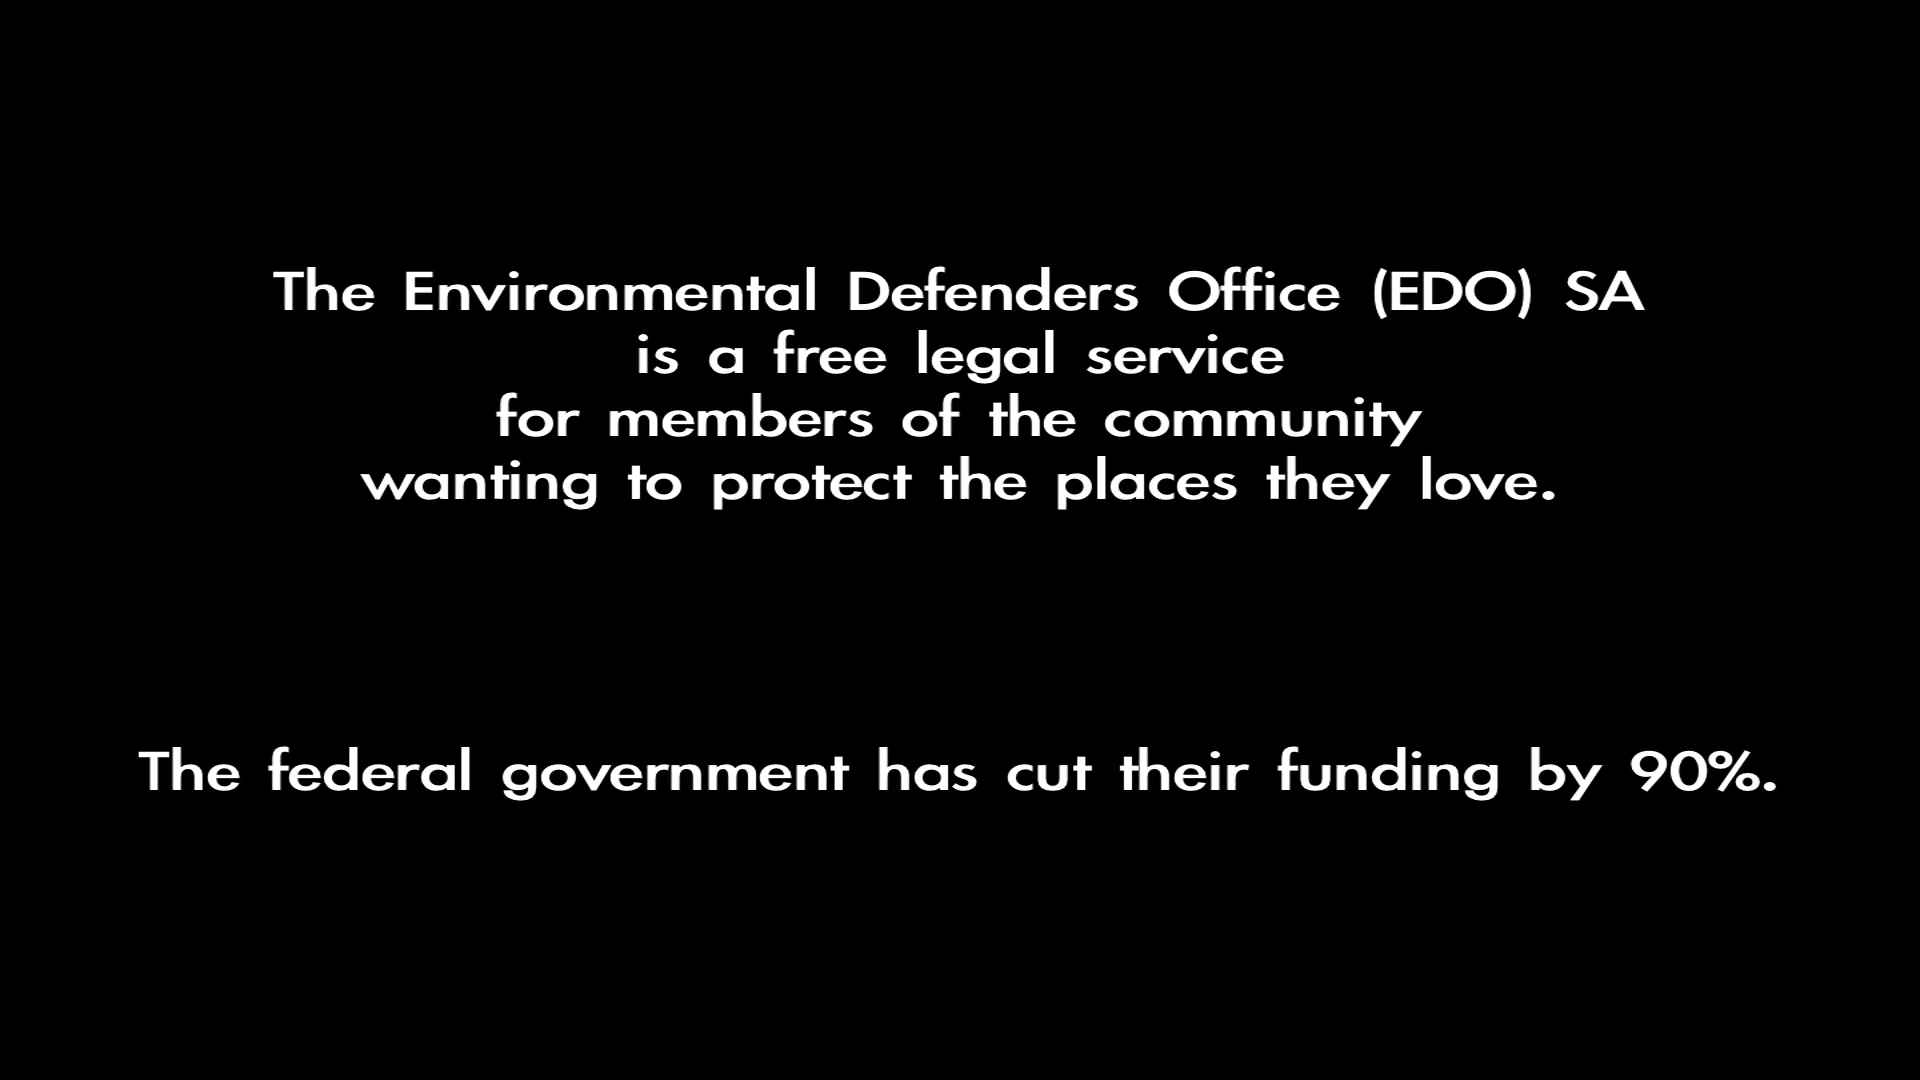 The Environmental Defenders Office (EDO) SA
is a free legal service
for members of the community
wanting to protect the places they love.
The federal government has cut their funding by 90%.